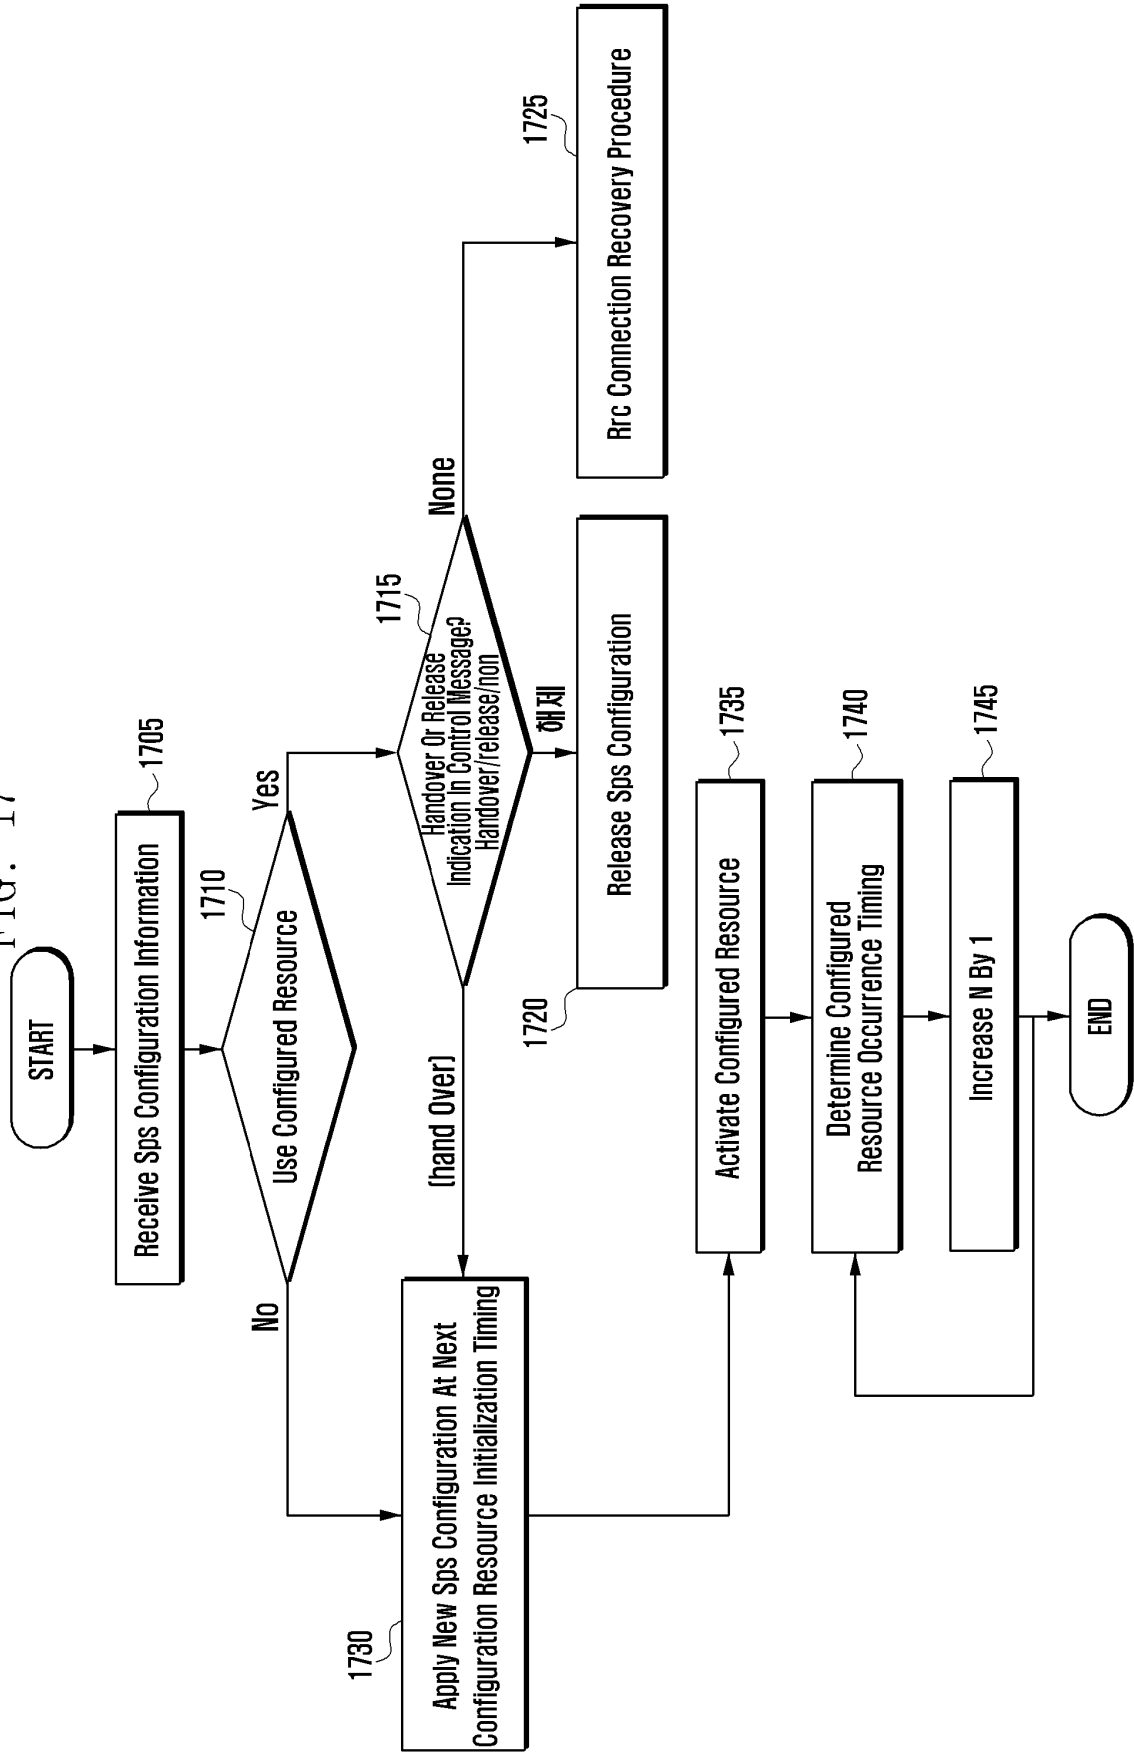 FIG. 17
START
Receive Sps Configuration Information
1705
Use Configured Resource
1710
No
Yes
Handover Or Release
Indication In Control Message?
Handover/release/non
1715
(hand Over)
해제
None
Release Sps Configuration
1720
Rrc Connection Recovery Procedure
1725
Apply New Sps Configuration At Next
Configuration Resource Initialization Timing
1730
Activate Configured Resource
1735
Determine Configured
Resource Occurrence Timing
1740
Increase N By 1
1745
END